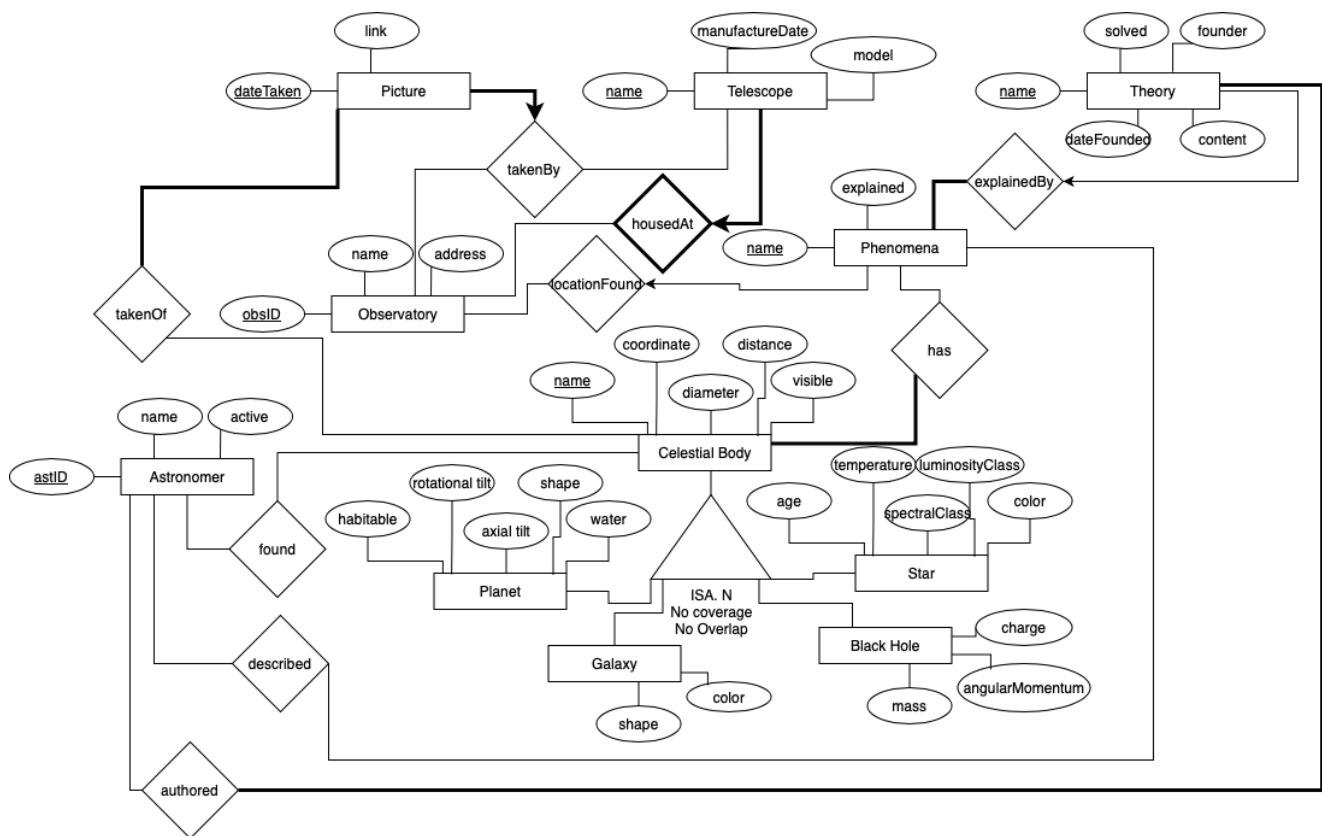 link
manufactureDate
solved
founder
model
dateTaken
Picture
name
Telescope
name
Theory
dateFounded
content
takenBy
explainedBy
explained
housedAt
name
address
name
Phenomena
locationFound
obsID
Observatory
takenOf
coordinate
distance
has
name
diameter
visible
name
active
Celestial Body
astID
Astronomer
rotational tilt
shape
temperature
luminosityClass
age
color
habitable
axial tilt
water
spectralClass
found
Planet
Star
ISA. N
No coverage
No Overlap
charge
Black Hole
described
Galaxy
angularMomentum
color
mass
shape
authored